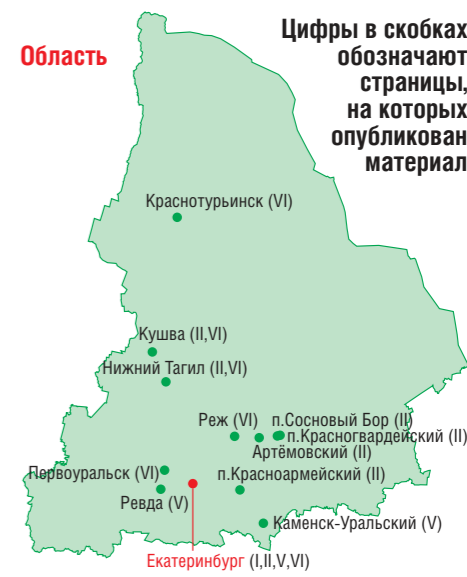 Область
Цифры в скобках
обозначают
страницы,
на которых
опубликован
материал
Краснотурьинск (VI)
Кушва (II,VI)
Нижний Тагил (II,VI)
Реж (VI)
п.Сосновый Бор (II)
п.Красногвардейский (II)
Артёмовский (II)
Первоуральск (VI)
п.Красноармейский (II)
Ревда (V)
Каменск-Уральский (V)
Екатеринбург (I,II,V,VI)